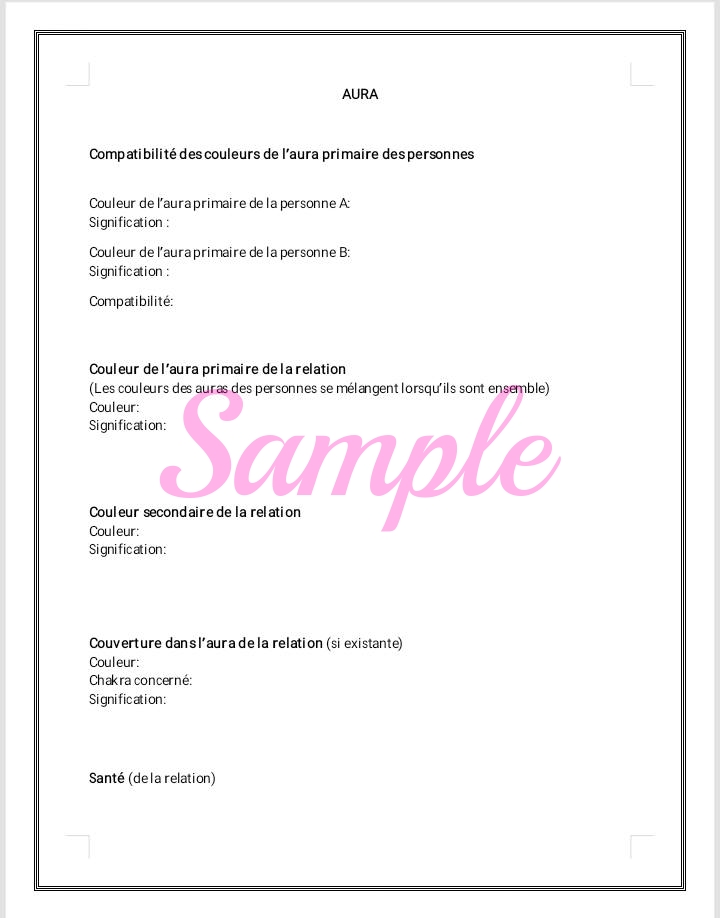 AURA
Compatibilité des couleurs de l’aura primaire des personnes
Couleur de l’aura primaire de la personne A:
Signification :
Couleur de l’aura primaire de la personne B:
Signification :
Compatibilité:
Couleur de l’aura primaire de la relation
(Les couleurs des auras des personnes se mélangent lorsqu’ils sont ensemble)
Couleur:
Signification:
Sample
Couleur secondaire de la relation
Couleur:
Signification:
Couverture dans l’aura de la relation (si existante)
Couleur:
Chakra concerné:
Signification:
Santé (de la relation)